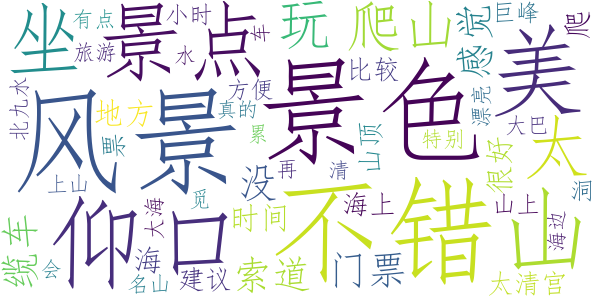 坐
有点
旅游
景点
小时
车
水
玩
爬山
感觉
巨峰
爬
北九水
风景
地方
票
上山
真的
方便
累
觅
没
景色
比较
再
清
山顶
特别
漂亮
美
大巴
太
很好
洞
缆车
会
仰口
大海
海
名山
建议
时间
索道
不错
海上
门票
山
山上
海边
太清宫